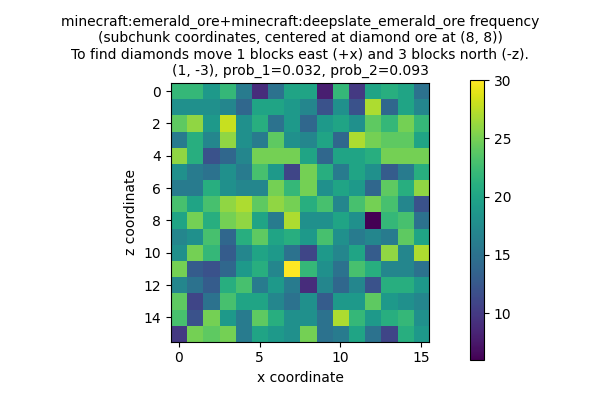 minecraft:emerald_ore+minecraft:deepslate_emerald_ore frequency
(subchunk coordinates, centered at diamond ore at (8, 8))
To find diamonds move 1 blocks east (+x) and 3 blocks north (-z).
(1, -3), prob_1=0.032, prob_2=0.093
z coordinate
0
2
4
6
8
10
12
14
0
5
10
15
x coordinate
30
25
20
15
10